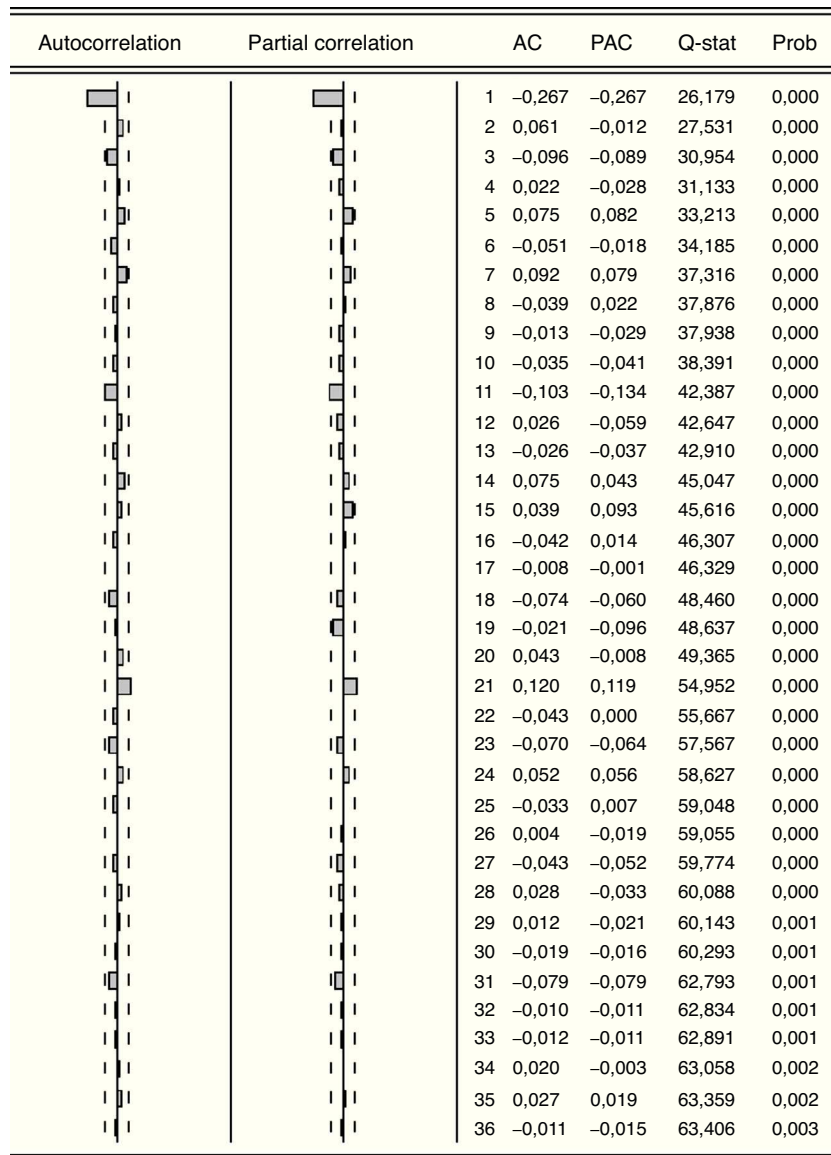 Autocorrelation Partial correlation AC PAC Q-stat Prob
1 −0,267 −0,267 26,179 0,000
2 0,061 −0,012 27,531 0,000
3 −0,096 −0,089 30,954 0,000
4 0,022 −0,028 31,133 0,000
5 0,075 0,082 33,213 0,000
6 −0,051 −0,018 34,185 0,000
7 0,092 0,079 37,316 0,000
8 −0,039 0,022 37,876 0,000
9 −0,013 −0,029 37,938 0,000
10 −0,035 −0,041 38,391 0,000
11 −0,103 −0,134 42,387 0,000
12 0,026 −0,059 42,647 0,000
13 −0,026 −0,037 42,910 0,000
14 0,075 0,043 45,047 0,000
15 0,039 0,093 45,616 0,000
16 −0,042 0,014 46,307 0,000
17 −0,008 −0,001 46,329 0,000
18 −0,074 −0,060 48,460 0,000
19 −0,021 −0,096 48,637 0,000
20 0,043 −0,008 49,365 0,000
21 0,120 0,119 54,952 0,000
22 −0,043 0,000 55,667 0,000
23 −0,070 −0,064 57,567 0,000
24 0,052 0,056 58,627 0,000
25 −0,033 0,007 59,048 0,000
26 0,004 −0,019 59,055 0,000
27 −0,043 −0,052 59,774 0,000
28 0,028 −0,033 60,088 0,000
29 0,012 −0,021 60,143 0,001
30 −0,019 −0,016 60,293 0,001
31 −0,079 −0,079 62,793 0,001
32 −0,010 −0,011 62,834 0,001
33 −0,012 −0,011 62,891 0,001
34 0,020 −0,003 63,058 0,002
35 0,027 0,019 63,359 0,002
36 −0,011 −0,015 63,406 0,003